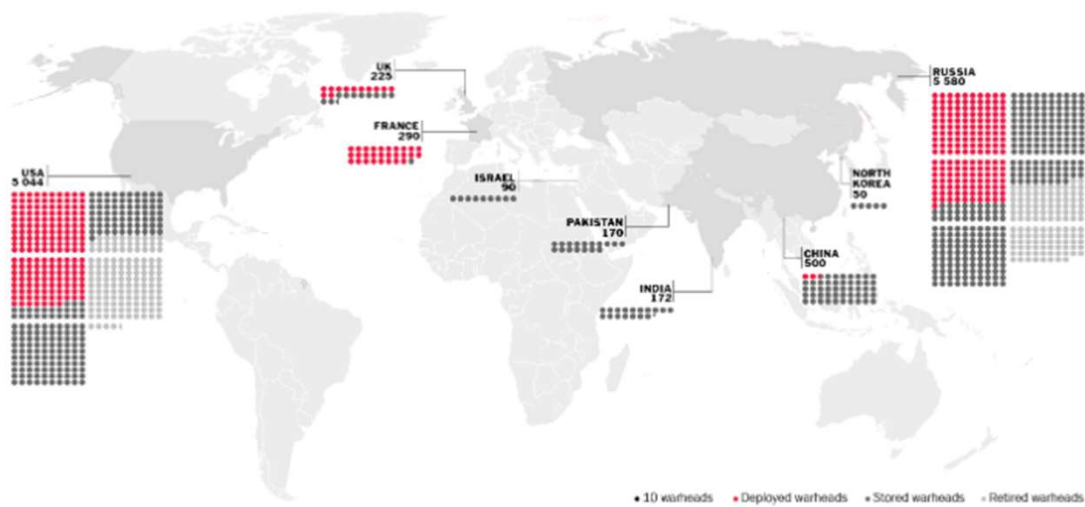 UK
225
FRANCE
290
USA
5 044
ISRAEL
90
PAKISTAN
170
INDIA
172
CHINA
500
NORTH
KOREA
50
RUSSIA
5 580
10 warheads
Deployed warheads
Stored warheads
Retired warheads